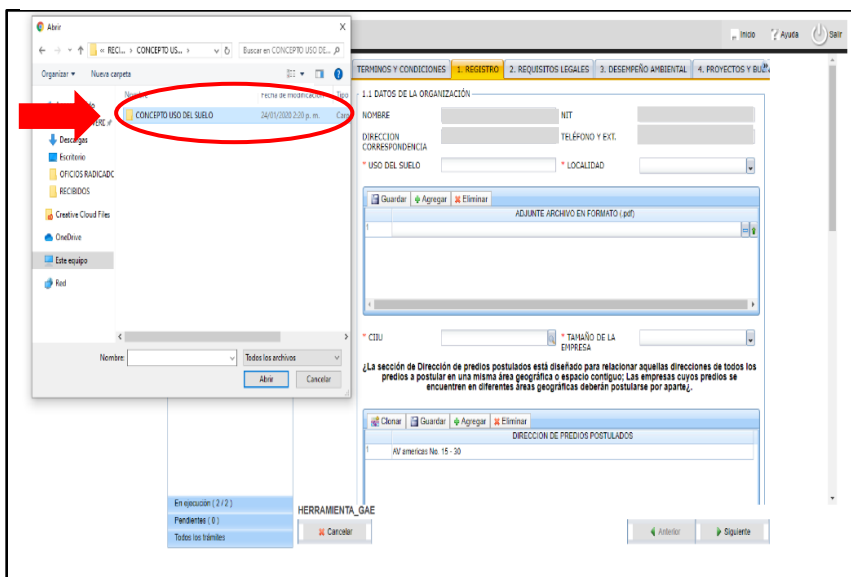 Abrir
« RECI... › CONCEPTO US... ›
Buscar en CONCEPTO USO DE...
Organizar
Nueva carpeta
Nombre
Fecha de modificación
Tipo
CONCEPTO USO DEL SUELO
24/01/2020 2:20 p. m.
Carp
Descargas
Escritorio
OFICIOS RADICADO
RECIBIDOS
Creative Cloud Files
OneDrive
Este equipo
Red
Nombre:
Todos los archivos
Abrir
Cancelar
Inicio
Ayuda
Salir
TERMINOS Y CONDICIONES
1. REGISTRO
2. REQUISITOS LEGALES
3. DESEMPEÑO AMBIENTAL
4. PROYECTOS Y BUE
1.1 DATOS DE LA ORGANIZACIÓN
NOMBRE
NIT
DIRECCION CORRESPONDENCIA
TELÉFONO Y EXT.
* USO DEL SUELO
* LOCALIDAD
Guardar
Agregar
Eliminar
ADJUNTE ARCHIVO EN FORMATO (.pdf)
1
* CIIU
* TAMAÑO DE LA EMPRESA
¿La sección de Dirección de predios postulados está diseñado para relacionar aquellas direcciones de todos los
predios a postular en una misma área geográfica o espacio contiguo; Las empresas cuyos predios se
encuentren en diferentes áreas geográficas deberán postularse por aparte¿.
Clonar
Guardar
Agregar
Eliminar
DIRECCION DE PREDIOS POSTULADOS
1
AV americas No. 15 - 30
En ejecución ( 2 / 2 )
Pendientes ( 0 )
Todos los trámites
HERRAMIENTA_GAE
Cancelar
Anterior
Siguiente